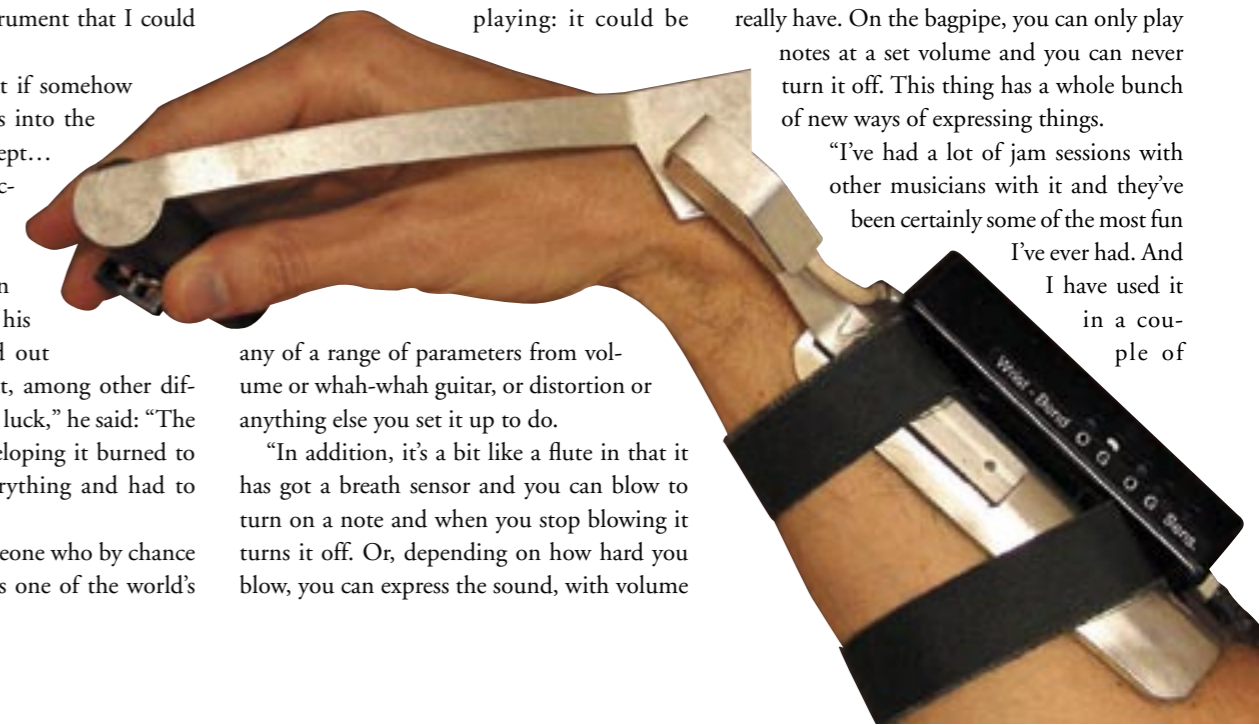 rument that I could
t if somehow
s into the
ept…
c-
n
his
d out
t, among other dif-
luck,” he said: “The
eloping it burned to
rything and had to
eone who by chance
s one of the world’s
playing: it could be
any of a range of parameters from vol-
ume or whah-whah guitar, or distortion or
anything else you set it up to do.
“In addition, it’s a bit like a flute in that it
has got a breath sensor and you can blow to
turn on a note and when you stop blowing it
turns it off. Or, depending on how hard you
blow, you can express the sound, with volume
really have. On the bagpipe, you can only play
notes at a set volume and you can never
turn it off. This thing has a whole bunch
of new ways of expressing things.
“I’ve had a lot of jam sessions with
other musicians with it and they’ve
been certainly some of the most fun
I’ve ever had. And
I have used it
in a cou-
ple of
Wrist - Bend O G O G Sens.